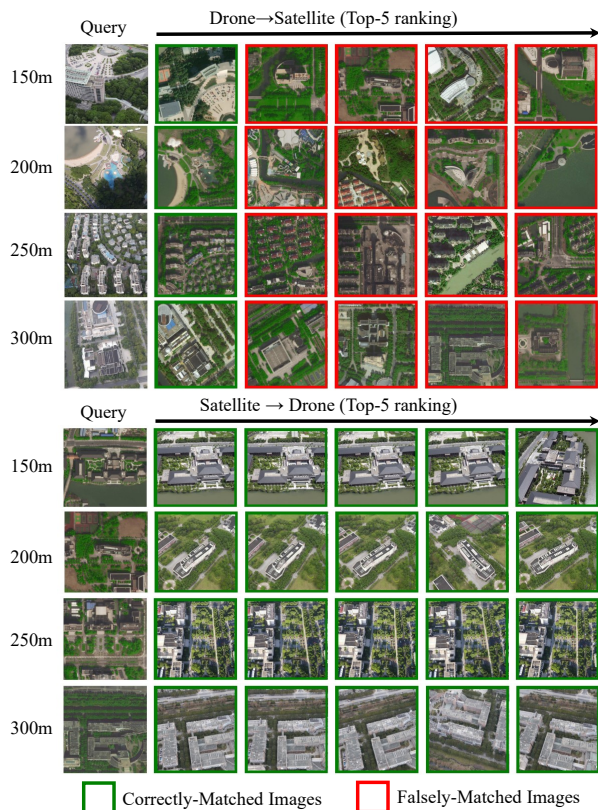 Query
Drone→Satellite (Top-5 ranking)
150m
200m
250m
300m
Query
Satellite → Drone (Top-5 ranking)
150m
200m
250m
300m
Correctly-Matched Images
Falsely-Matched Images